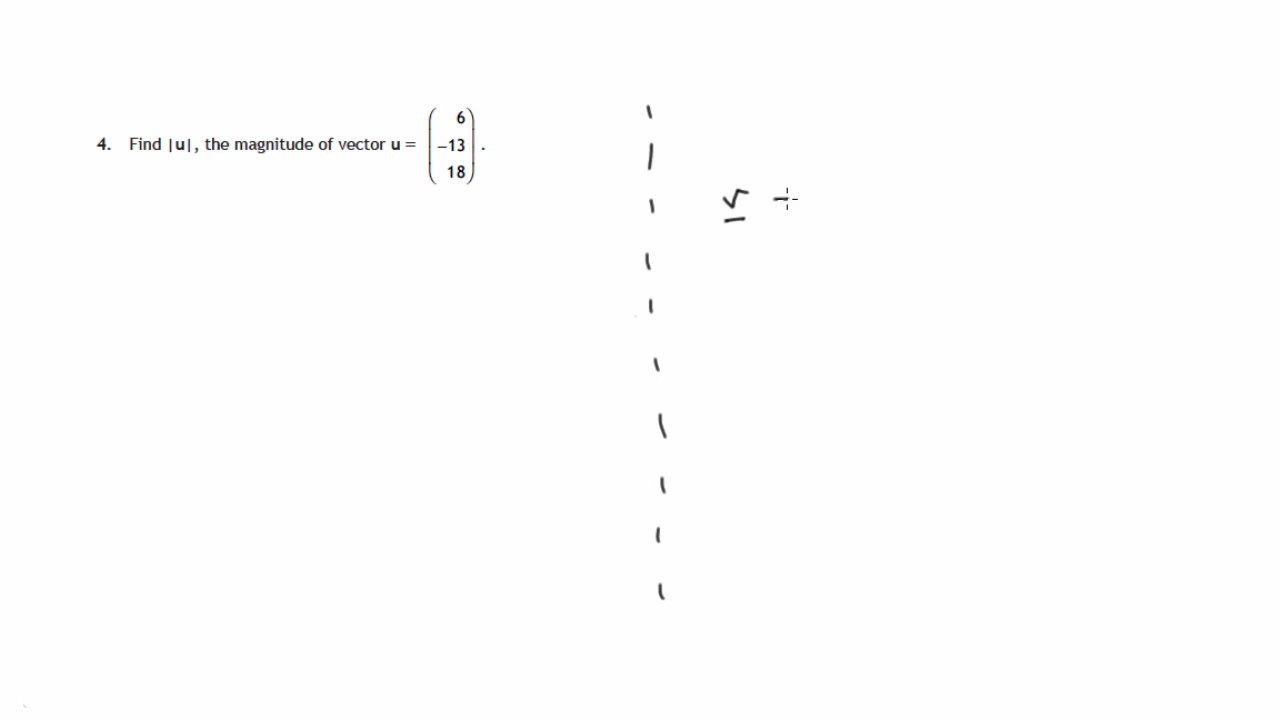 4. Find |u|, the magnitude of vector u = ( 6
−13
18 ) .
v